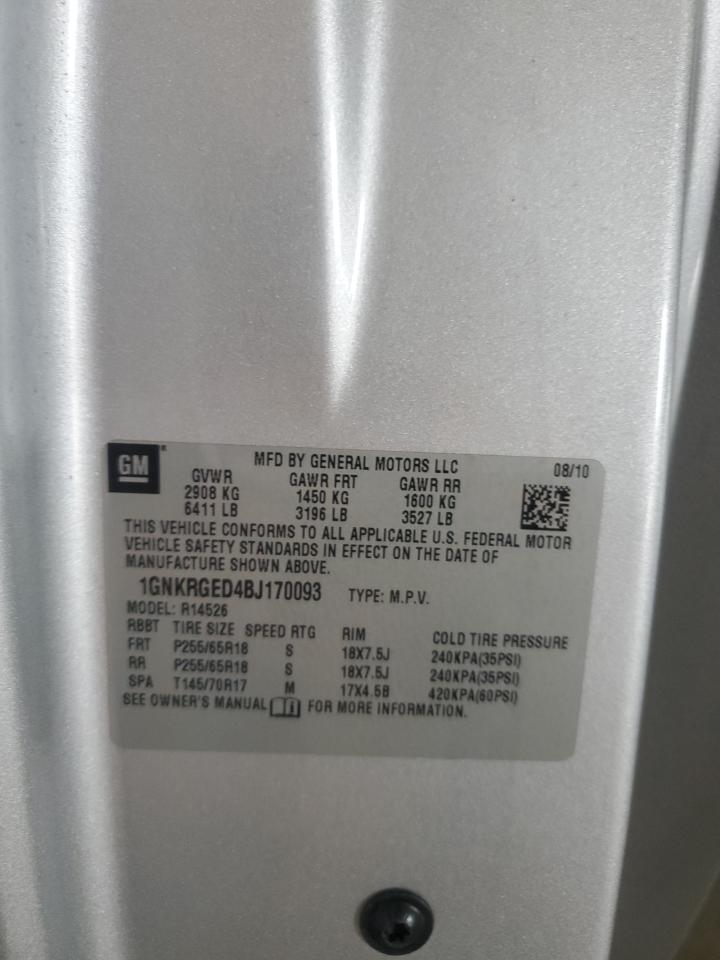 GM
MFD BY GENERAL MOTORS LLC 08/10
GVWR GAWR FRT GAWR RR
2908 KG 1450 KG 1600 KG
6411 LB 3196 LB 3527 LB
THIS VEHICLE CONFORMS TO ALL APPLICABLE U.S. FEDERAL MOTOR
VEHICLE SAFETY STANDARDS IN EFFECT ON THE DATE OF
MANUFACTURE SHOWN ABOVE.
1GNKRGED4BJ170093 TYPE: M.P.V.
MODEL: R14526
RBBT TIRE SIZE SPEED RTG RIM COLD TIRE PRESSURE
FRT P255/65R18 S 18X7.5J 240KPA(35PSI)
RR P255/65R18 S 18X7.5J 240KPA(35PSI)
SPA T145/70R17 M 17X4.5B 420KPA(60PSI)
SEE OWNER'S MANUAL FOR MORE INFORMATION.